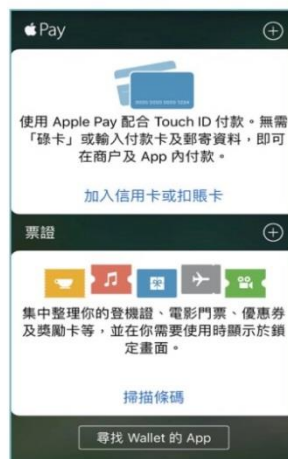 Pay
使用 Apple Pay 配合 Touch ID 付款。無需
「碌卡」或輸入付款卡及郵寄資料,即可
在商户及 App 內付款。
加入信用卡或扣賬卡
票證
集中整理你的登機證、電影門票、優惠券
及獎勵卡等,並在你需要使用時顯示於鎖
定畫面。
掃描條碼
尋找 Wallet 的 App